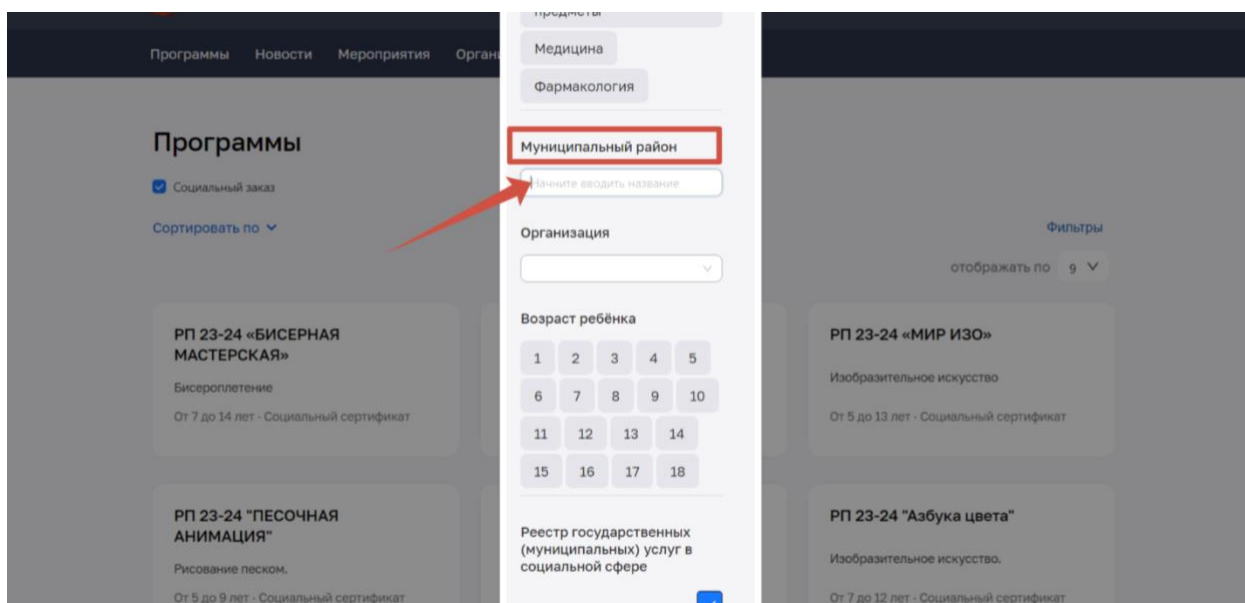 предметы
Программы Новости Мероприятия
Медицина
Фармакология
Программы
Муниципальный район
Социальный заказ
Начните вводить название
Сортировать по
Организация
Фильтры
отображать по 9
Возраст ребёнка
1 2 3 4 5
6 7 8 9 10
11 12 13 14
15 16 17 18
РП 23-24 «БИСЕРНАЯ
МАСТЕРСКАЯ»
Бисероплетение
От 7 до 14 лет - Социальный сертификат
РП 23-24 «МИР ИЗО»
Изобразительное искусство
От 5 до 13 лет - Социальный сертификат
Реестр государственных
(муниципальных) услуг в
социальной сфере
РП 23-24 "ПЕСОЧНАЯ
АНИМАЦИЯ"
Рисование песком.
От 5 до 9 лет - Социальный сертификат
РП 23-24 "Азбука цвета"
Изобразительное искусство.
От 7 до 12 лет - Социальный сертификат